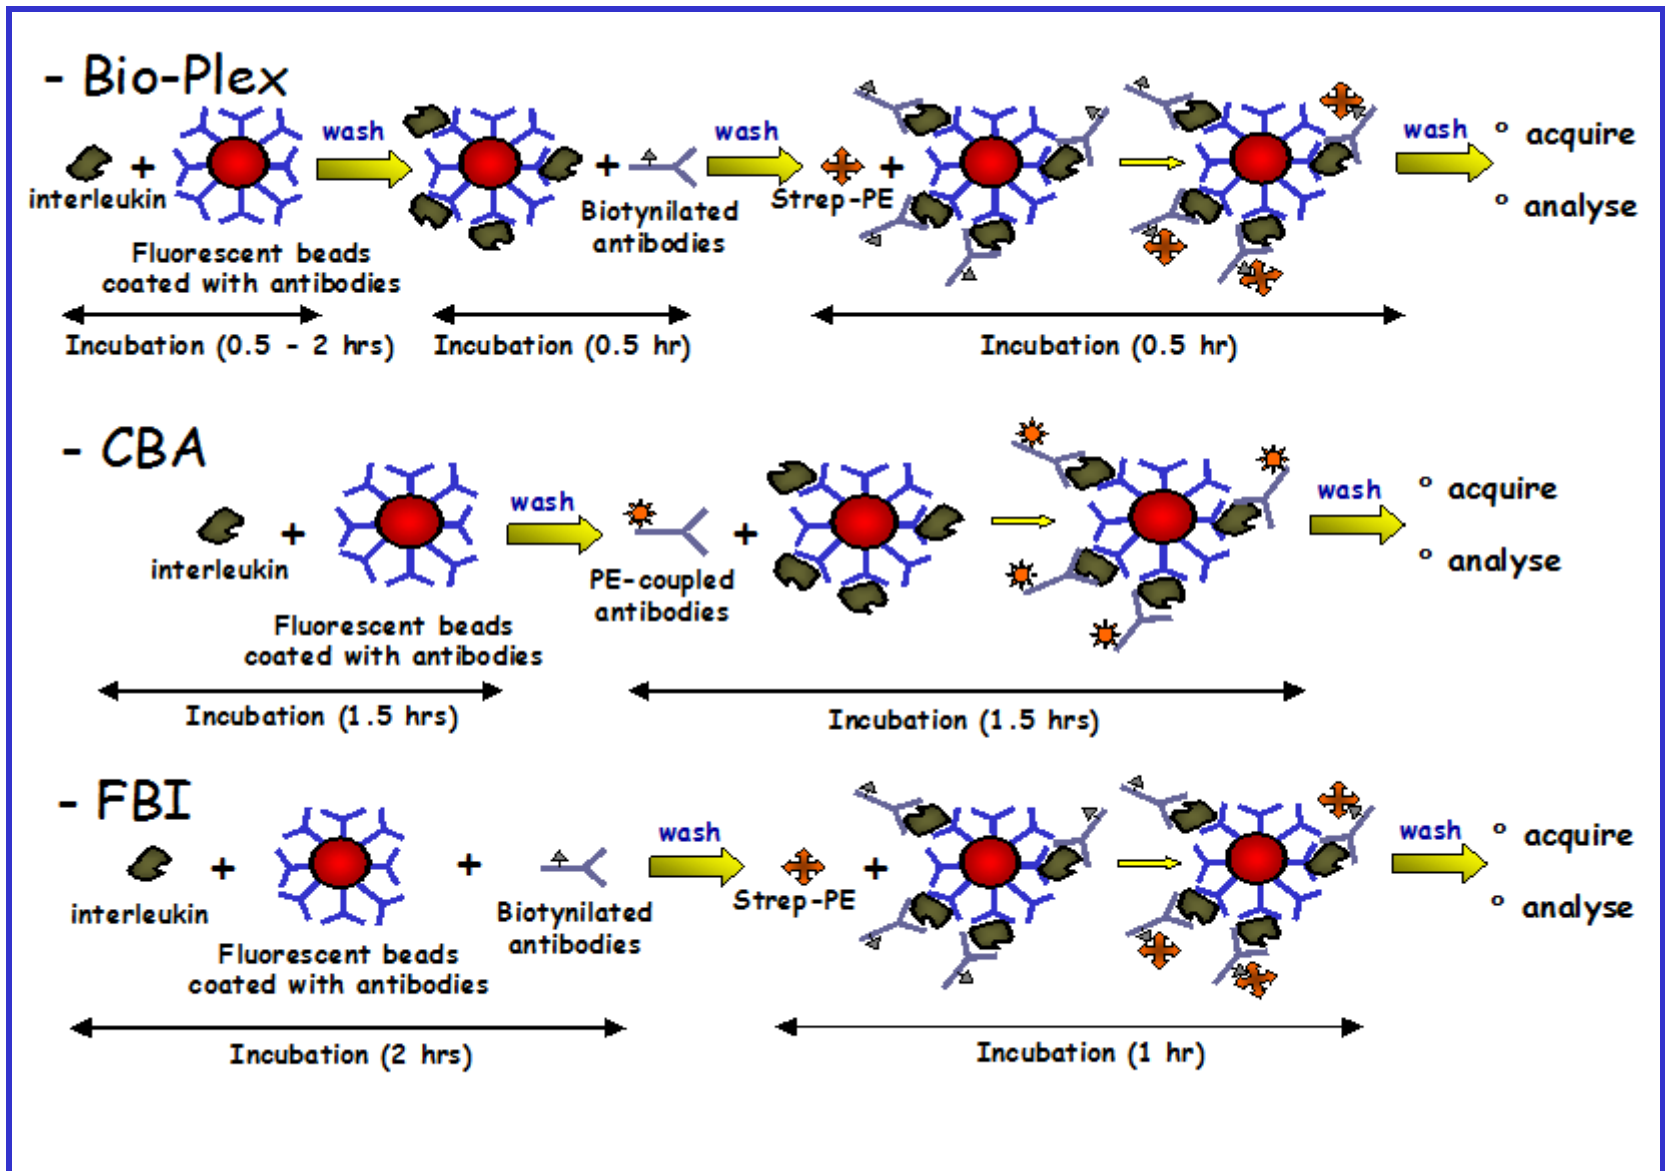 - Bio-Plex
wash
wash
wash
interleukin
Fluorescent beads
coated with antibodies
Biotynilated
antibodies
Strep-PE
° acquire
° analyse
Incubation (0.5 - 2 hrs)
Incubation (0.5 hr)
Incubation (0.5 hr)
- CBA
wash
wash
interleukin
Fluorescent beads
coated with antibodies
PE-coupled
antibodies
° acquire
° analyse
Incubation (1.5 hrs)
Incubation (1.5 hrs)
- FBI
wash
wash
interleukin
Fluorescent beads
coated with antibodies
Biotynilated
antibodies
Strep-PE
° acquire
° analyse
Incubation (2 hrs)
Incubation (1 hr)